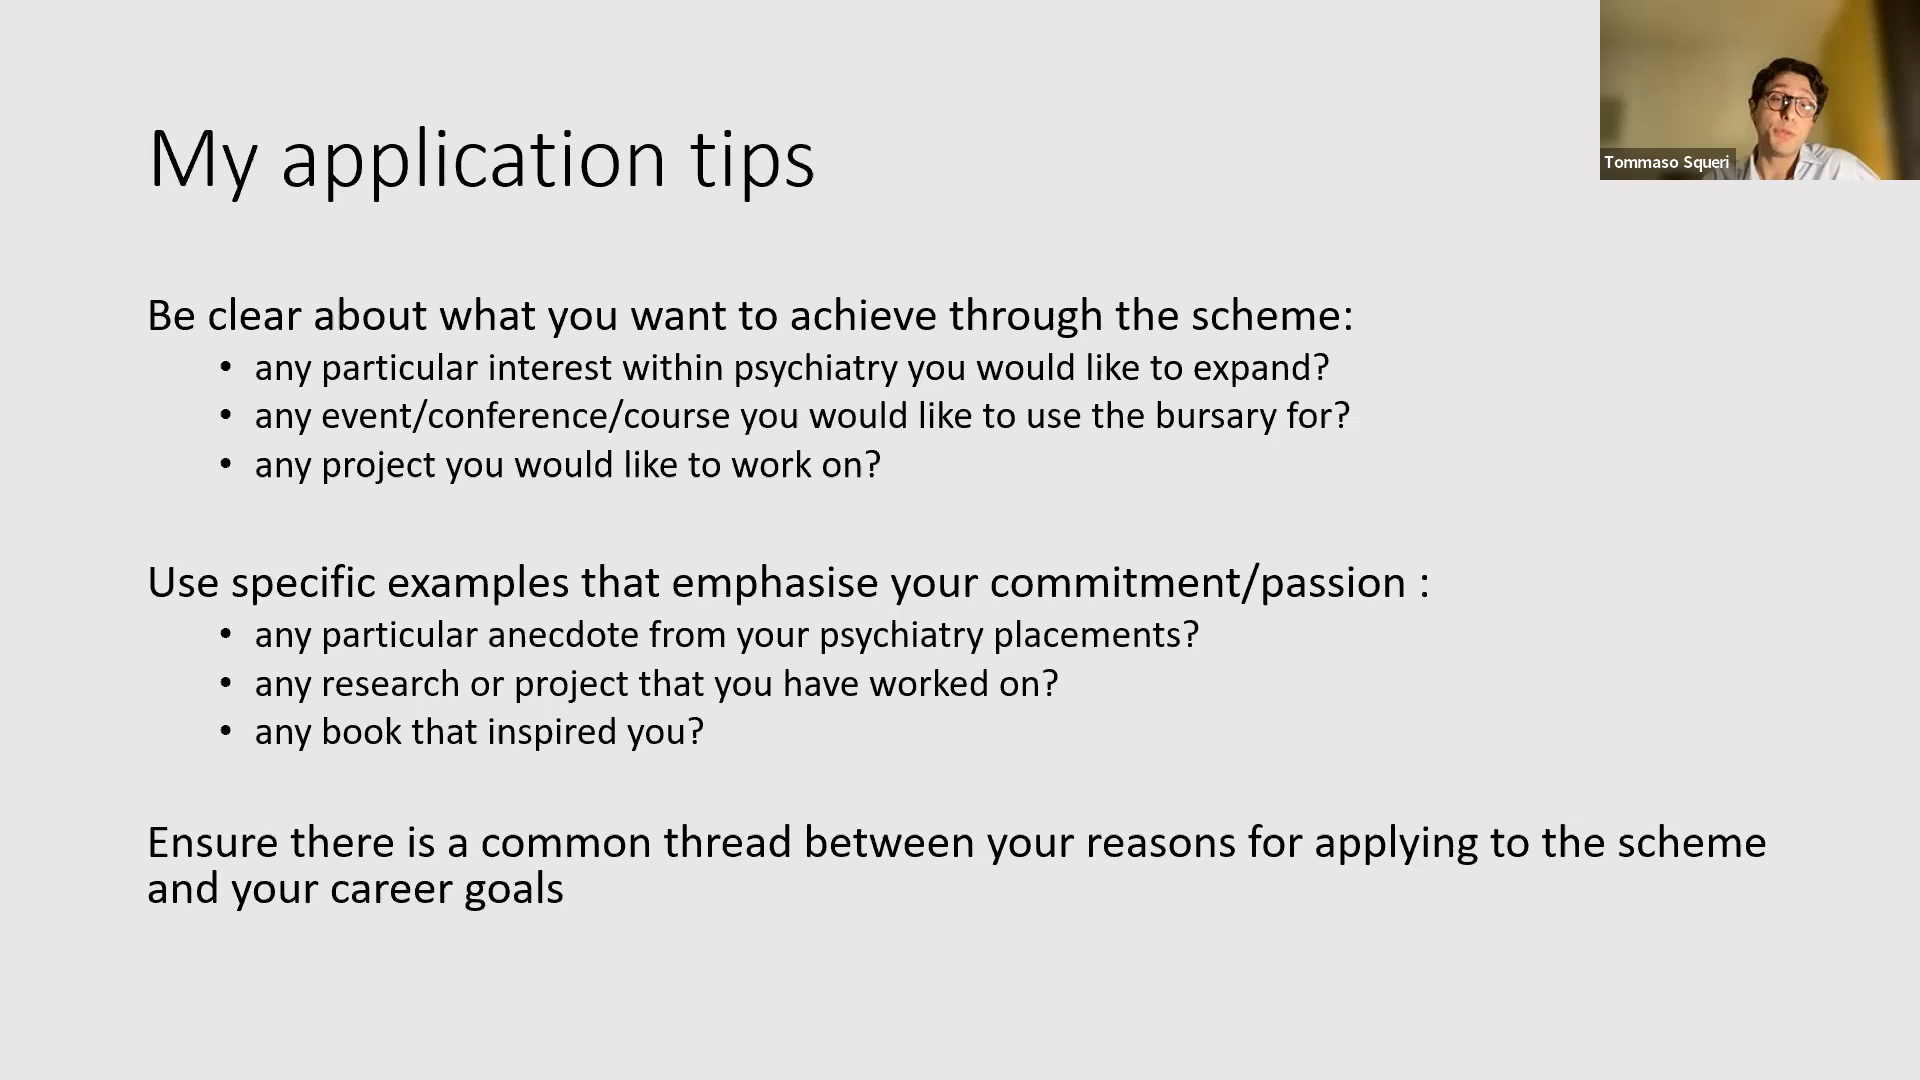 My application tips
Tommaso Squeri
Be clear about what you want to achieve through the scheme:
• any particular interest within psychiatry you would like to expand?
• any event/conference/course you would like to use the bursary for?
• any project you would like to work on?
Use specific examples that emphasise your commitment/passion :
• any particular anecdote from your psychiatry placements?
• any research or project that you have worked on?
• any book that inspired you?
Ensure there is a common thread between your reasons for applying to the scheme
and your career goals